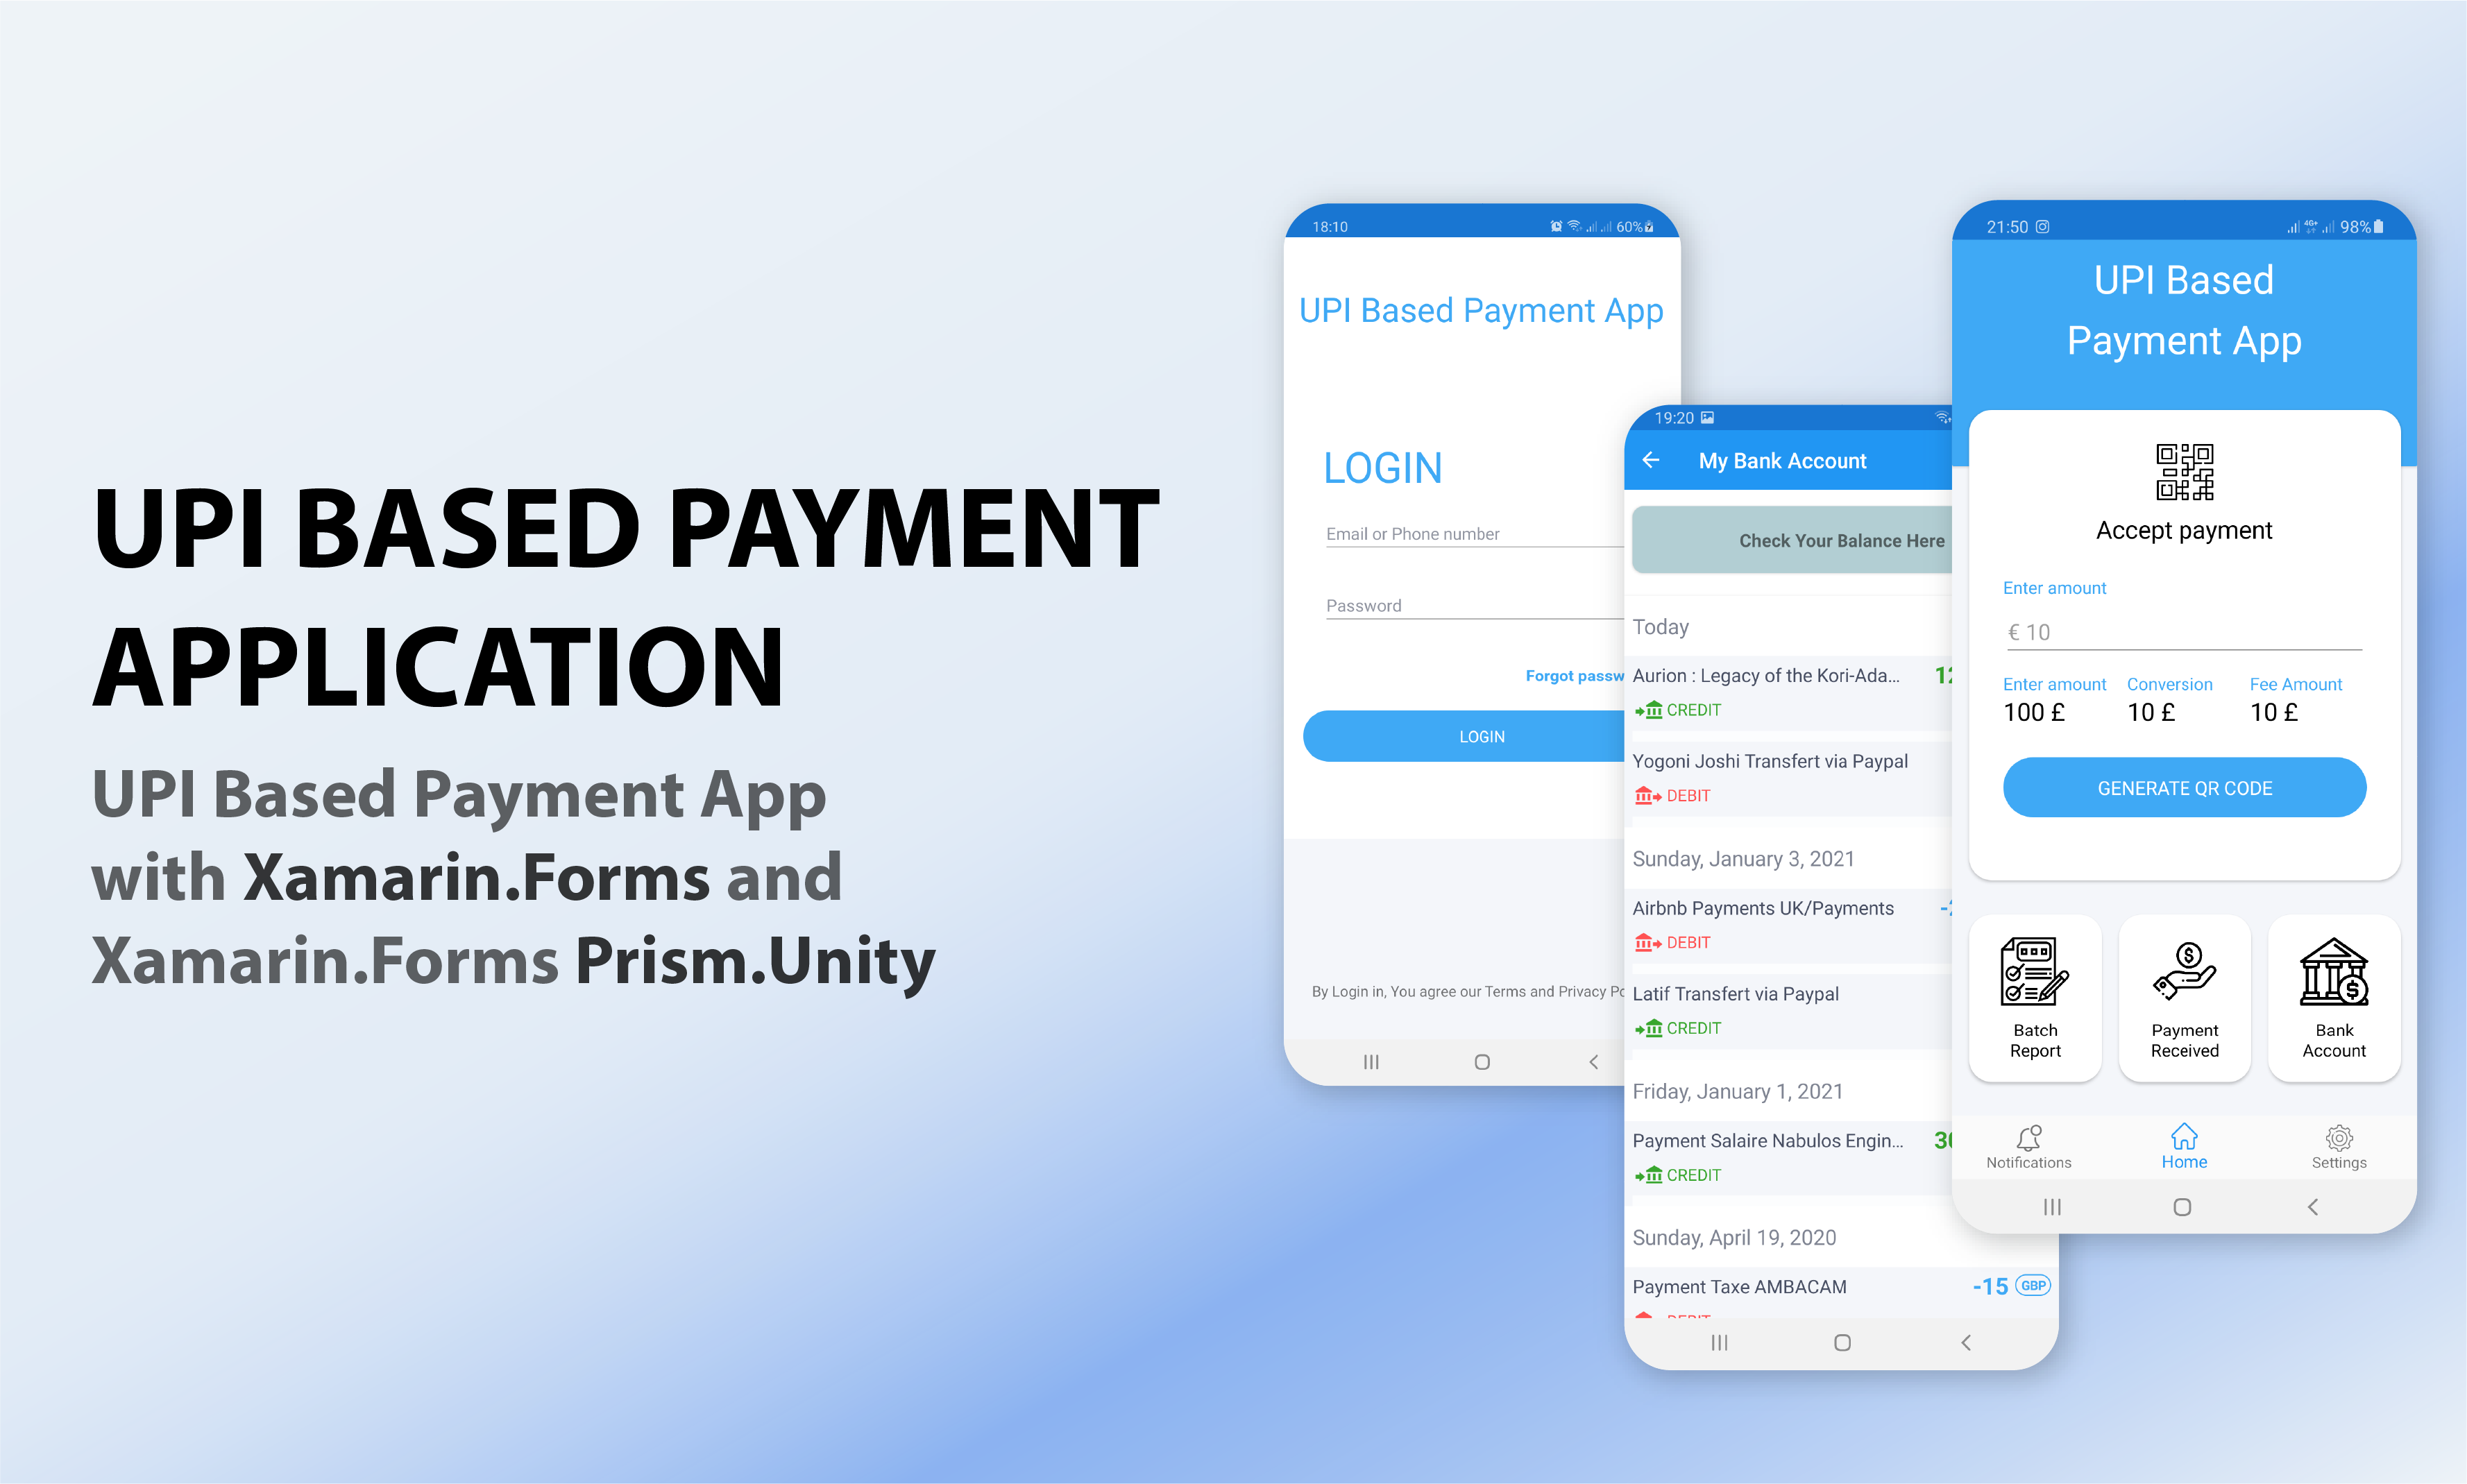 UPI BASED PAYMENT
APPLICATION
UPI Based Payment App
with Xamarin.Forms and
Xamarin.Forms Prism.Unity
18:10
60%
UPI Based Payment App
LOGIN
Email or Phone number
Password
Forgot
LOGIN
By Login in, You agree our Terms and Privacy
19:20
My Bank Account
Check Your Balance Here
Today
Aurion : Legacy of the Kori-Ada...
CREDIT
Yogoni Joshi Transfert via Paypal
DEBIT
Sunday, January 3, 2021
Airbnb Payments UK/Payments
DEBIT
Latif Transfert via Paypal
CREDIT
Friday, January 1, 2021
Payment Salaire Nabulos Engin...
CREDIT
Sunday, April 19, 2020
Payment Taxe AMBACAM -15 GBP
21:50
4G+ 98%
UPI Based
Payment App
Accept payment
Enter amount
€ 10
Enter amount Conversion Fee Amount
100 £ 10 £ 10 £
GENERATE QR CODE
Batch
Report
Payment
Received
Bank
Account
Notifications Home Settings